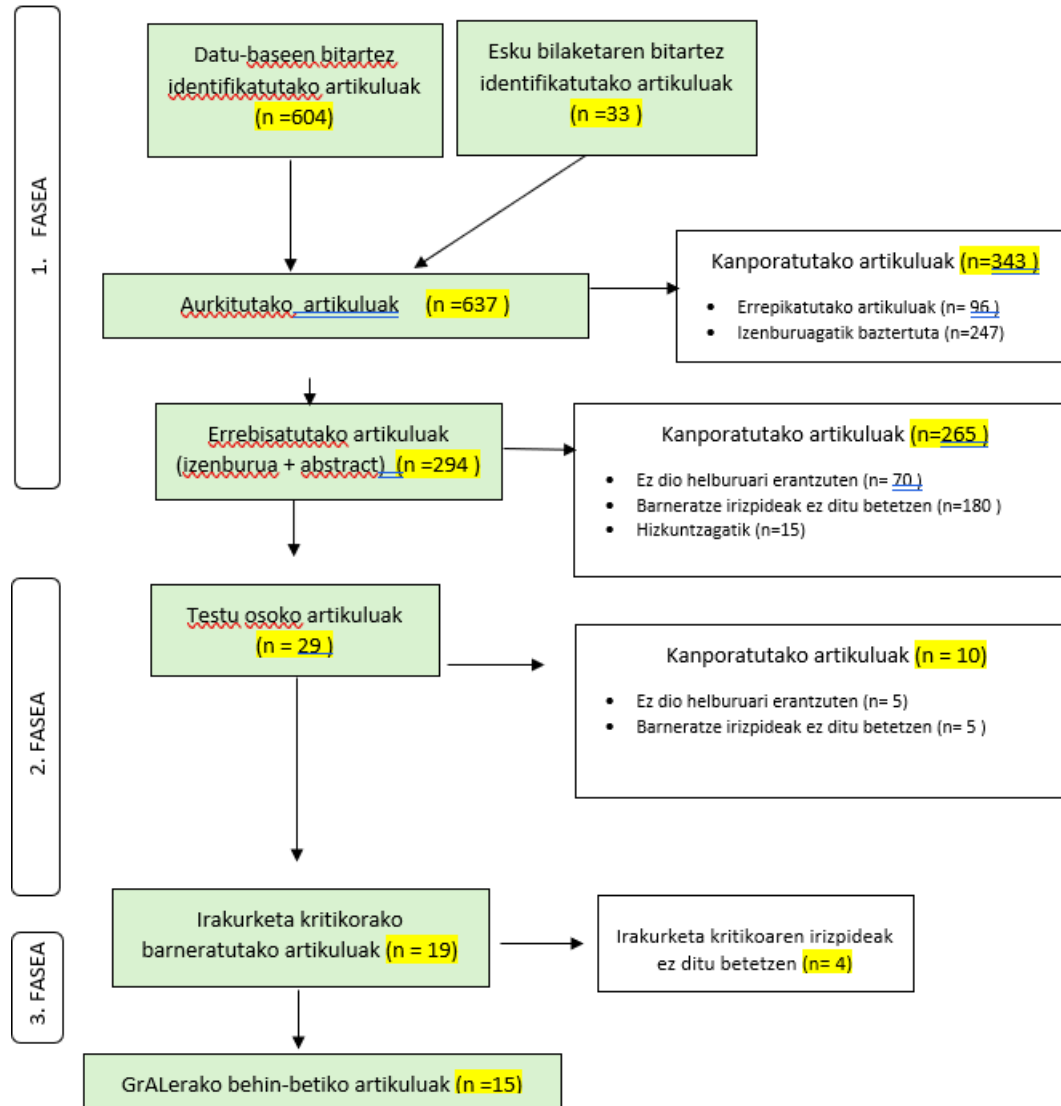 1. FASEA
Datu-baseen bitartez
identifikatutako artikuluak
(n =604)
Esku bilaketaren bitartez
identifikatutako artikuluak
(n =33 )
Aurkitutako artikuluak (n =637 )
Kanporatutako artikuluak (n=343 )
• Errepikatutako artikuluak (n= 96 )
• Izenburuagatik baztertuta (n=247)
Errebisatutako artikuluak
(izenburua + abstract) (n =294 )
Kanporatutako artikuluak (n=265 )
• Ez dio helburuari erantzuten (n= 70 )
• Barneratze irizpideak ez ditu betetzen (n=180 )
• Hizkuntzagatik (n=15)
2. FASEA
Testu osoko artikuluak
(n = 29 )
Kanporatutako artikuluak (n = 10)
• Ez dio helburuari erantzuten (n= 5)
• Barneratze irizpideak ez ditu betetzen (n= 5 )
3. FASEA
Irakurketa kritikorako
barneratutako artikuluak (n = 19)
Irakurketa kritikoaren irizpideak
ez ditu betetzen (n= 4)
GrALerako behin-betiko artikuluak (n =15)